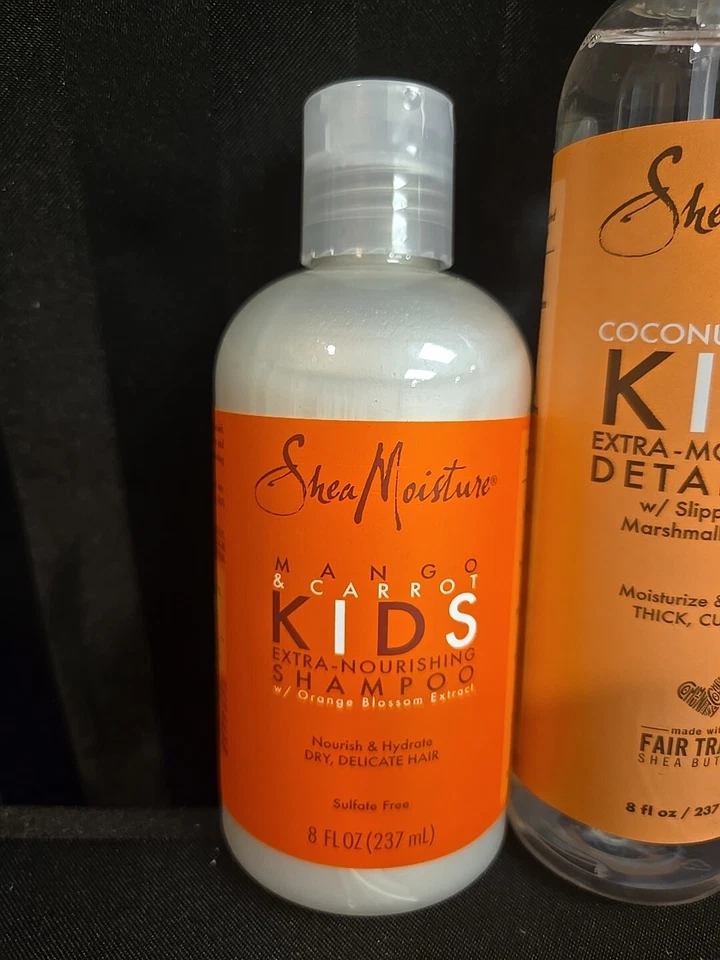 SheaMoisture®
MANGO
& CARROT
KIDS
EXTRA-NOURISHING
SHAMPOO
w/ Orange Blossom Extract
Nourish & Hydrate
DRY, DELICATE HAIR
Sulfate Free
8 FL OZ (237 mL)
She
COCONU
KI
EXTRA-MO
DETA
w/ Slipp
Marshmall
Moisturize &
THICK, CU
made wit
FAIR TRA
SHEA BUT
8 fl oz / 237